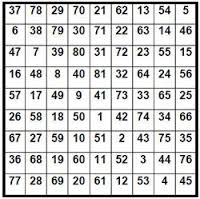 37 78 29 70 21 62 13 54 5
6 38 79 30 71 22 63 14 46
47 7 39 80 31 72 23 55 15
16 48 8 40 81 32 64 24 56
57 17 49 9 41 73 33 65 25
26 58 18 50 1 42 74 34 66
67 27 59 10 51 2 43 75 35
36 68 19 60 11 52 3 44 76
77 28 69 20 61 12 53 4 45